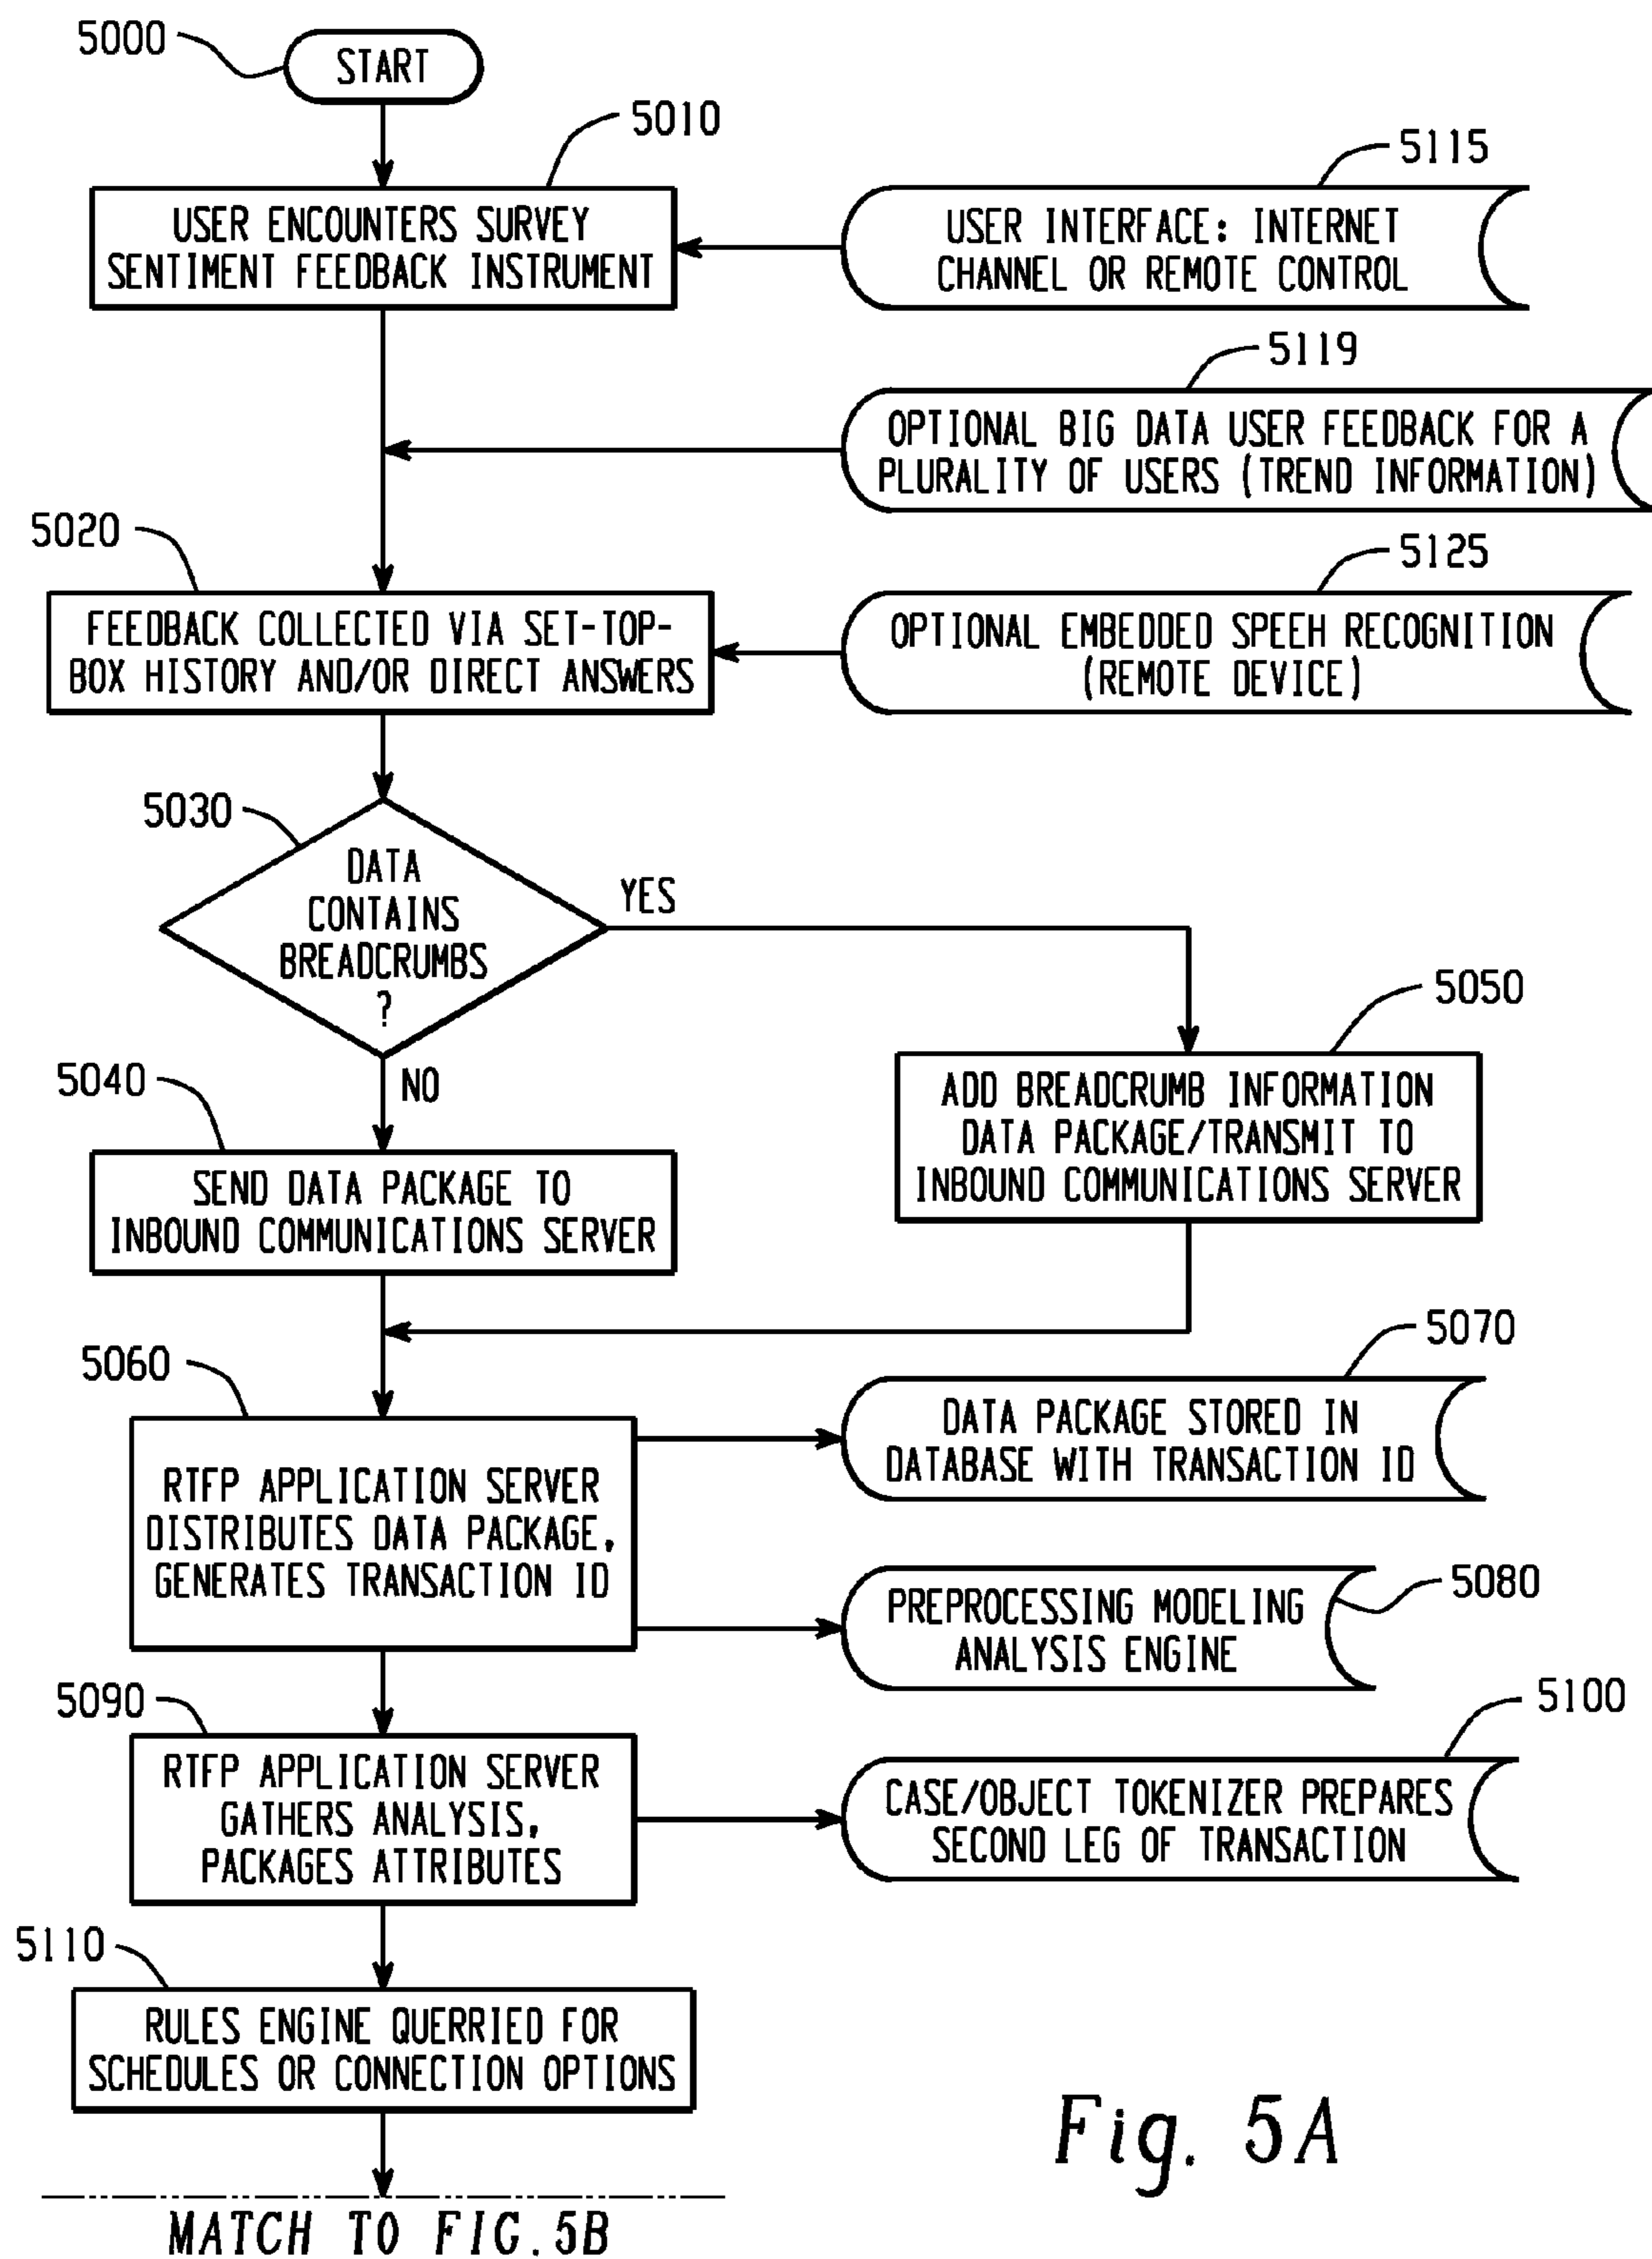 5000
START
5010
USER ENCOUNTERS SURVEY
SENTIMENT FEEDBACK INSTRUMENT
5115
USER INTERFACE: INTERNET
CHANNEL OR REMOTE CONTROL
5119
OPTIONAL BIG DATA USER FEEDBACK FOR A
PLURALITY OF USERS (TREND INFORMATION)
5020
FEEDBACK COLLECTED VIA SET-TOP-
BOX HISTORY AND/OR DIRECT ANSWERS
5125
OPTIONAL EMBEDDED SPEEH RECOGNITION
(REMOTE DEVICE)
5030
DATA
CONTAINS
BREADCRUMBS
?
YES
NO
5040
SEND DATA PACKAGE TO
INBOUND COMMUNICATIONS SERVER
5050
ADD BREADCRUMB INFORMATION
DATA PACKAGE/TRANSMIT TO
INBOUND COMMUNICATIONS SERVER
5060
RTFP APPLICATION SERVER
DISTRIBUTES DATA PACKAGE,
GENERATES TRANSACTION ID
5070
DATA PACKAGE STORED IN
DATABASE WITH TRANSACTION ID
5080
PREPROCESSING MODELING
ANALYSIS ENGINE
5090
RTFP APPLICATION SERVER
GATHERS ANALYSIS,
PACKAGES ATTRIBUTES
5100
CASE/OBJECT TOKENIZER PREPARES
SECOND LEG OF TRANSACTION
5110
RULES ENGINE QUERRIED FOR
SCHEDULES OR CONNECTION OPTIONS
MATCH TO FIG.5B
Fig. 5A